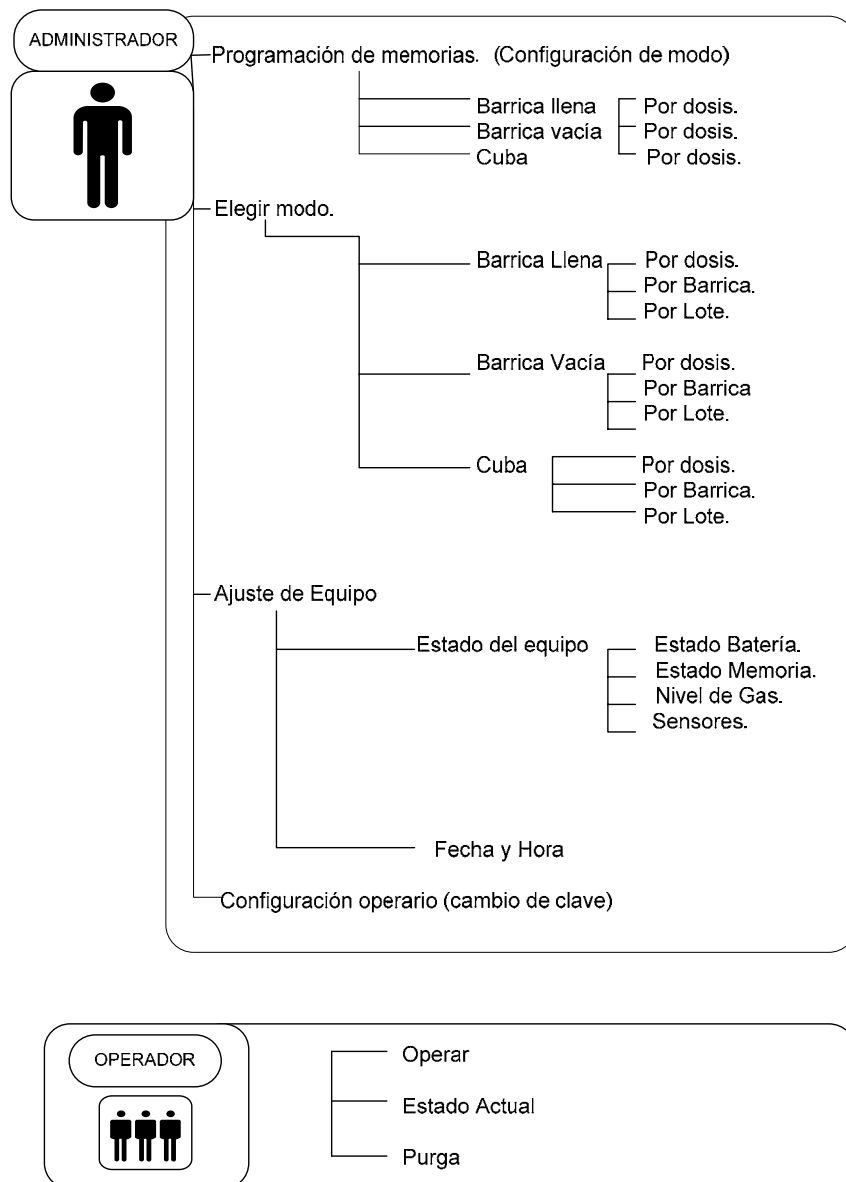 ADMINISTRADOR
Programación de memorias. (Configuración de modo)
Barrica llena Por dosis.
Barrica vacía Por dosis.
Cuba Por dosis.
Elegir modo.
Barrica Llena Por dosis.
Por Barrica.
Por Lote.
Barrica Vacía Por dosis.
Por Barrica
Por Lote.
Cuba Por dosis.
Por Barrica.
Por Lote.
Ajuste de Equipo
Estado del equipo Estado Batería.
Estado Memoria.
Nivel de Gas.
Sensores.
Fecha y Hora
Configuración operario (cambio de clave)
OPERADOR
Operar
Estado Actual
Purga